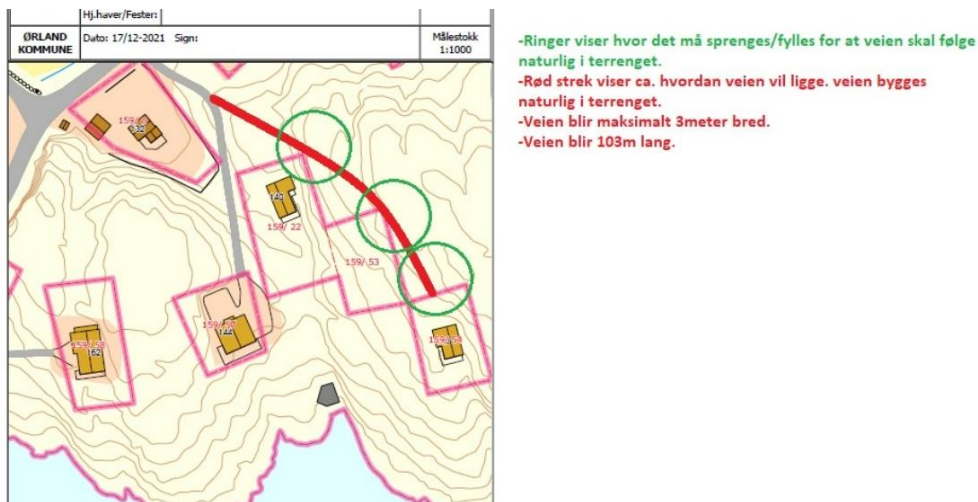 Hj.haver/Fester:
ØRLAND
KOMMUNE
Dato: 17/12-2021 Sign:
Målestokk
1:1000
-Ringer viser hvor det må sprenges/fylles for at veien skal følge
naturlig i terrenget.
-Rød strek viser ca. hvordan veien vil ligge. veien bygges
naturlig i terrenget.
-Veien blir maksimalt 3meter bred.
-Veien blir 103m lang.
132
140
159/ 22
159/ 53
144
162